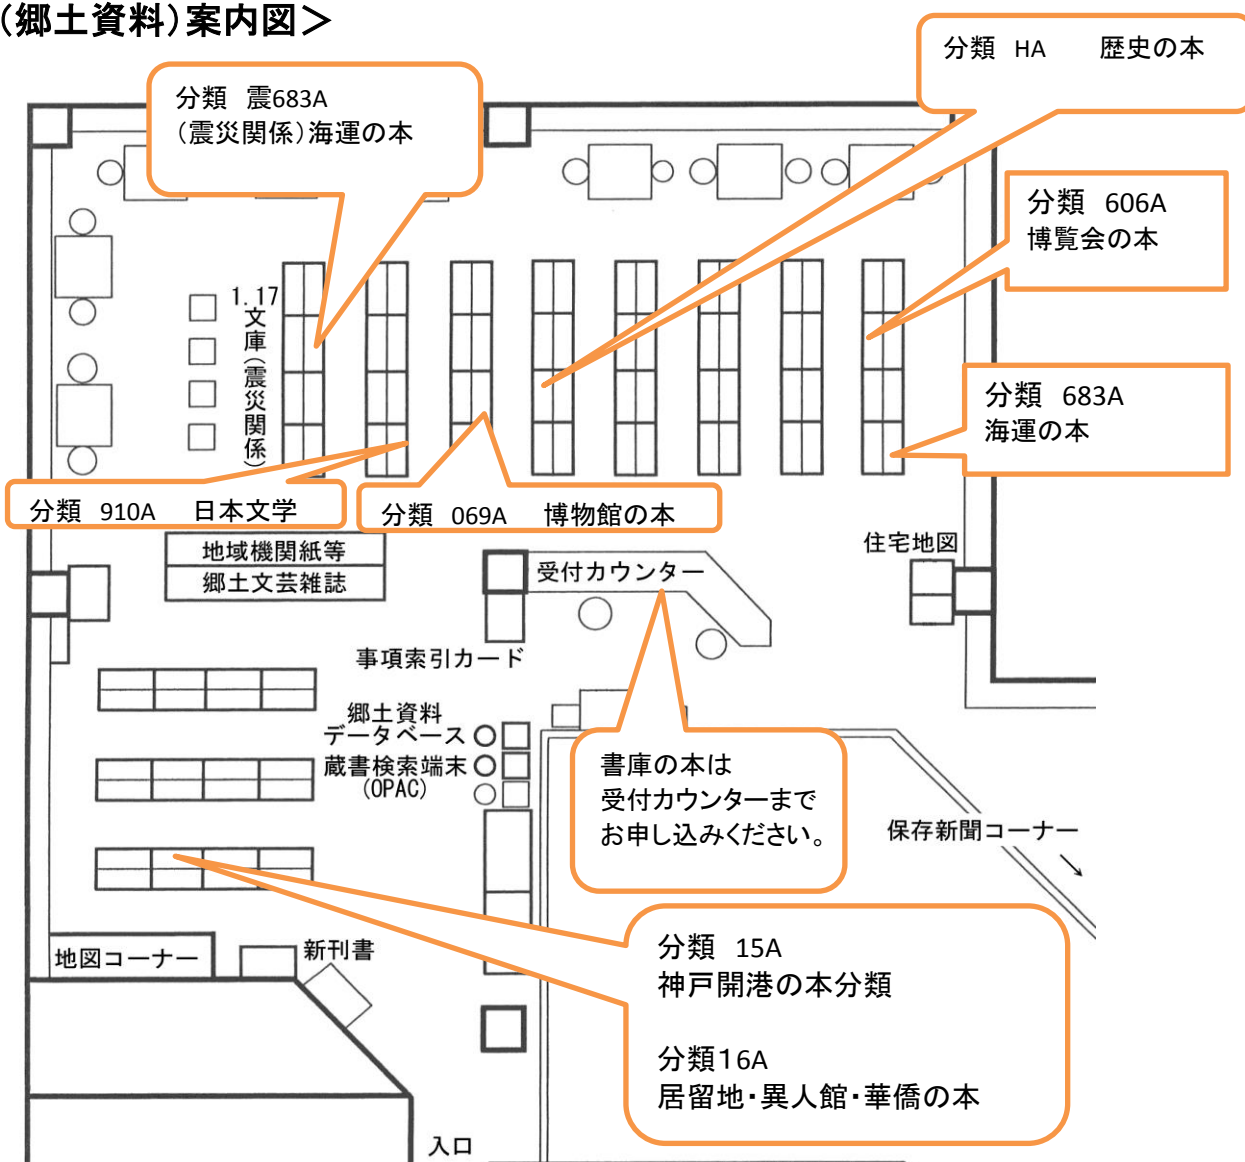 (郷土資料)案内図＞
分類 HA 歴史の本
分類 震683A
（震災関係）海運の本
分類 606A
博覧会の本
1.17文庫(震災関係)
分類 683A
海運の本
分類 910A 日本文学
分類 069A 博物館の本
地域機関紙等
郷土文芸雑誌
受付カウンター
住宅地図
事項索引カード
郷土資料
データベース
蔵書検索端末
(OPAC)
書庫の本は
受付カウンターまで
お申し込みください。
保存新聞コーナー
地図コーナー
新刊書
分類 15A
神戸開港の本分類
分類１6A
居留地・異人館・華僑の本
入口